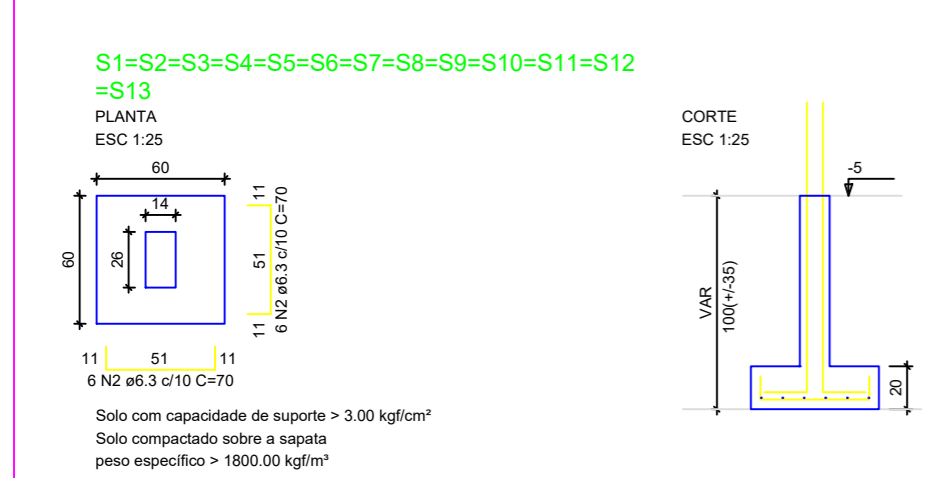 S1=S2=S3=S4=S5=S6=S7=S8=S9=S10=S11=S12
=S13
PLANTA
ESC 1:25
60
14
26
60
11
51
11
6 N2 ø6.3 c/10 C=70
11 51 11
6 N2 ø6.3 c/10 C=70
Solo com capacidade de suporte > 3.00 kgf/cm²
Solo compactado sobre a sapata
peso específico > 1800.00 kgf/m³
CORTE
ESC 1:25
-5
VAR
100(+/-35)
20